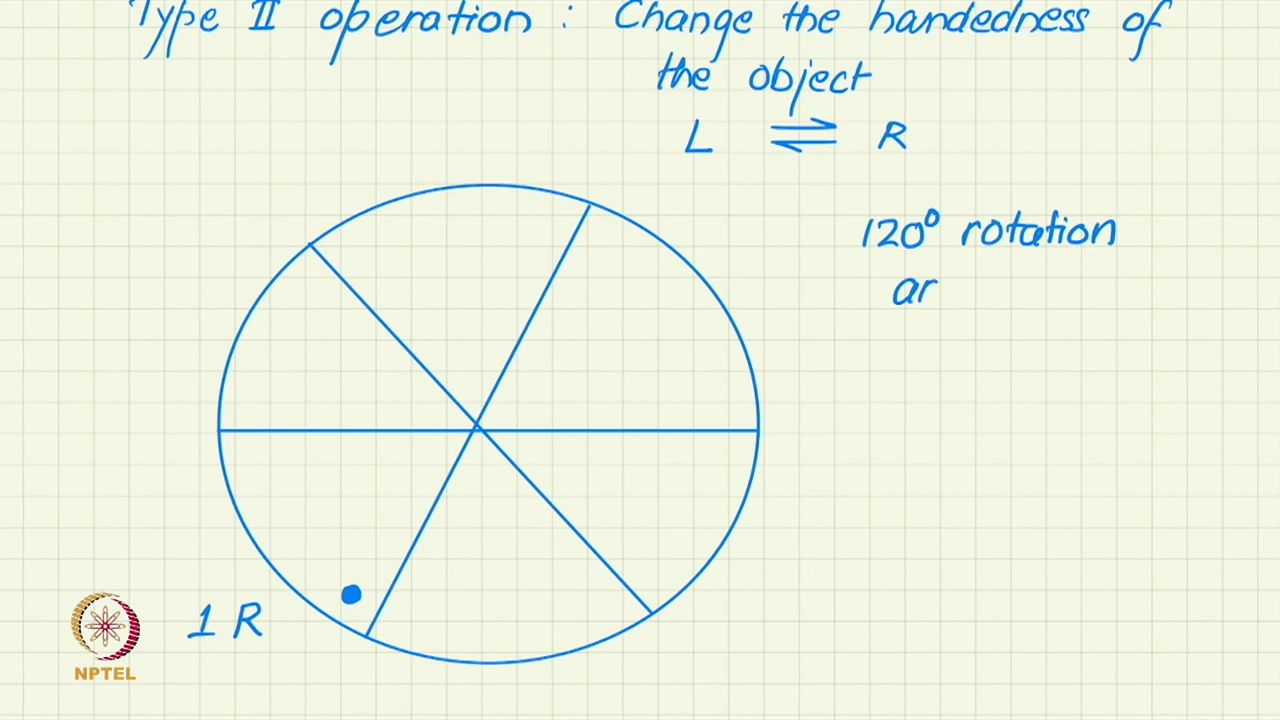 Type II operation : Change the handedness of
the object
L ⇌ R
120° rotation
ar
1 R
NPTEL